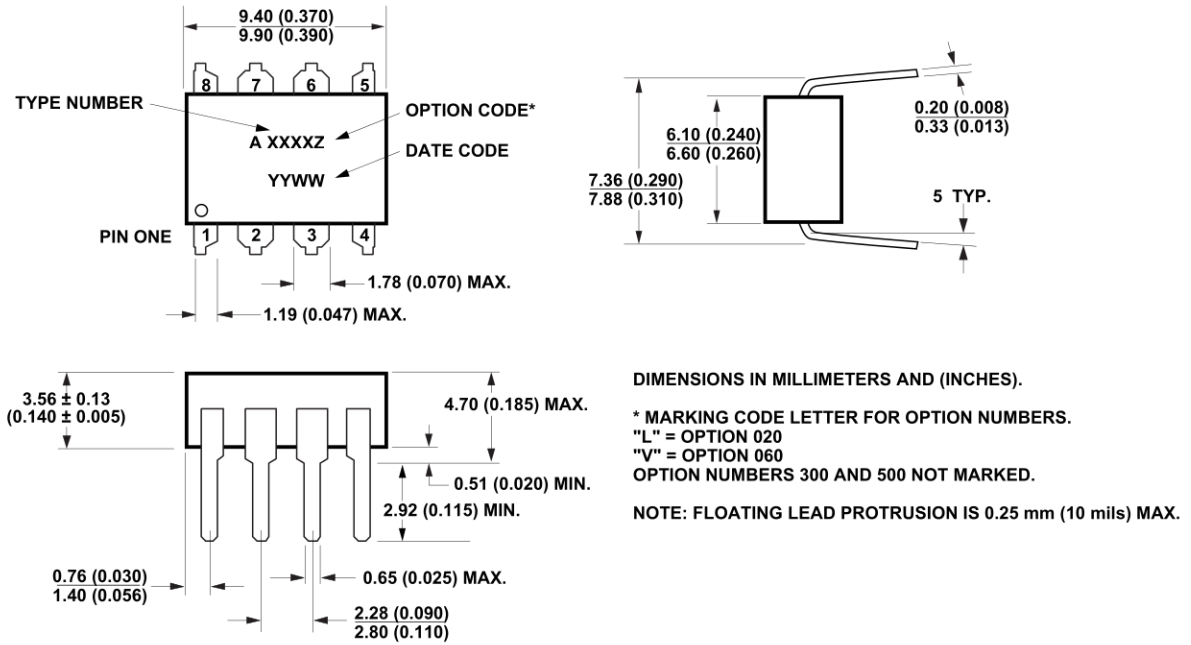 9.40 (0.370)
9.90 (0.390)
8 7 6 5
TYPE NUMBER
OPTION CODE*
A XXXXZ
DATE CODE
YYWW
PIN ONE
1 2 3 4
1.78 (0.070) MAX.
1.19 (0.047) MAX.
0.20 (0.008)
0.33 (0.013)
6.10 (0.240)
6.60 (0.260)
7.36 (0.290)
7.88 (0.310)
5 TYP.
3.56 ± 0.13
(0.140 ± 0.005)
4.70 (0.185) MAX.
0.51 (0.020) MIN.
2.92 (0.115) MIN.
0.76 (0.030)
1.40 (0.056)
0.65 (0.025) MAX.
2.28 (0.090)
2.80 (0.110)
DIMENSIONS IN MILLIMETERS AND (INCHES).
* MARKING CODE LETTER FOR OPTION NUMBERS.
"L" = OPTION 020
"V" = OPTION 060
OPTION NUMBERS 300 AND 500 NOT MARKED.
NOTE: FLOATING LEAD PROTRUSION IS 0.25 mm (10 mils) MAX.